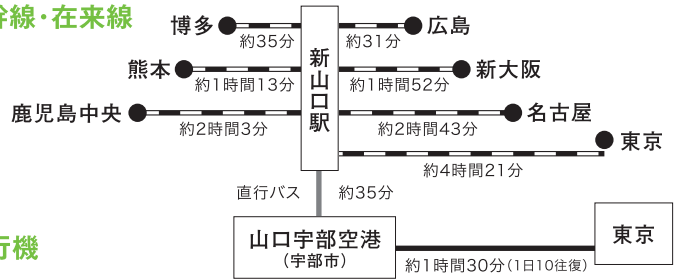 幹線・在来線
博多
約35分
約31分
広島
熊本
約1時間13分
新山口駅
約1時間52分
新大阪
鹿児島中央
約2時間3分
約2時間43分
名古屋
約4時間21分
東京
直行バス
約35分
行機
山口宇部空港
（宇部市）
約1時間30分（1日10往復）
東京